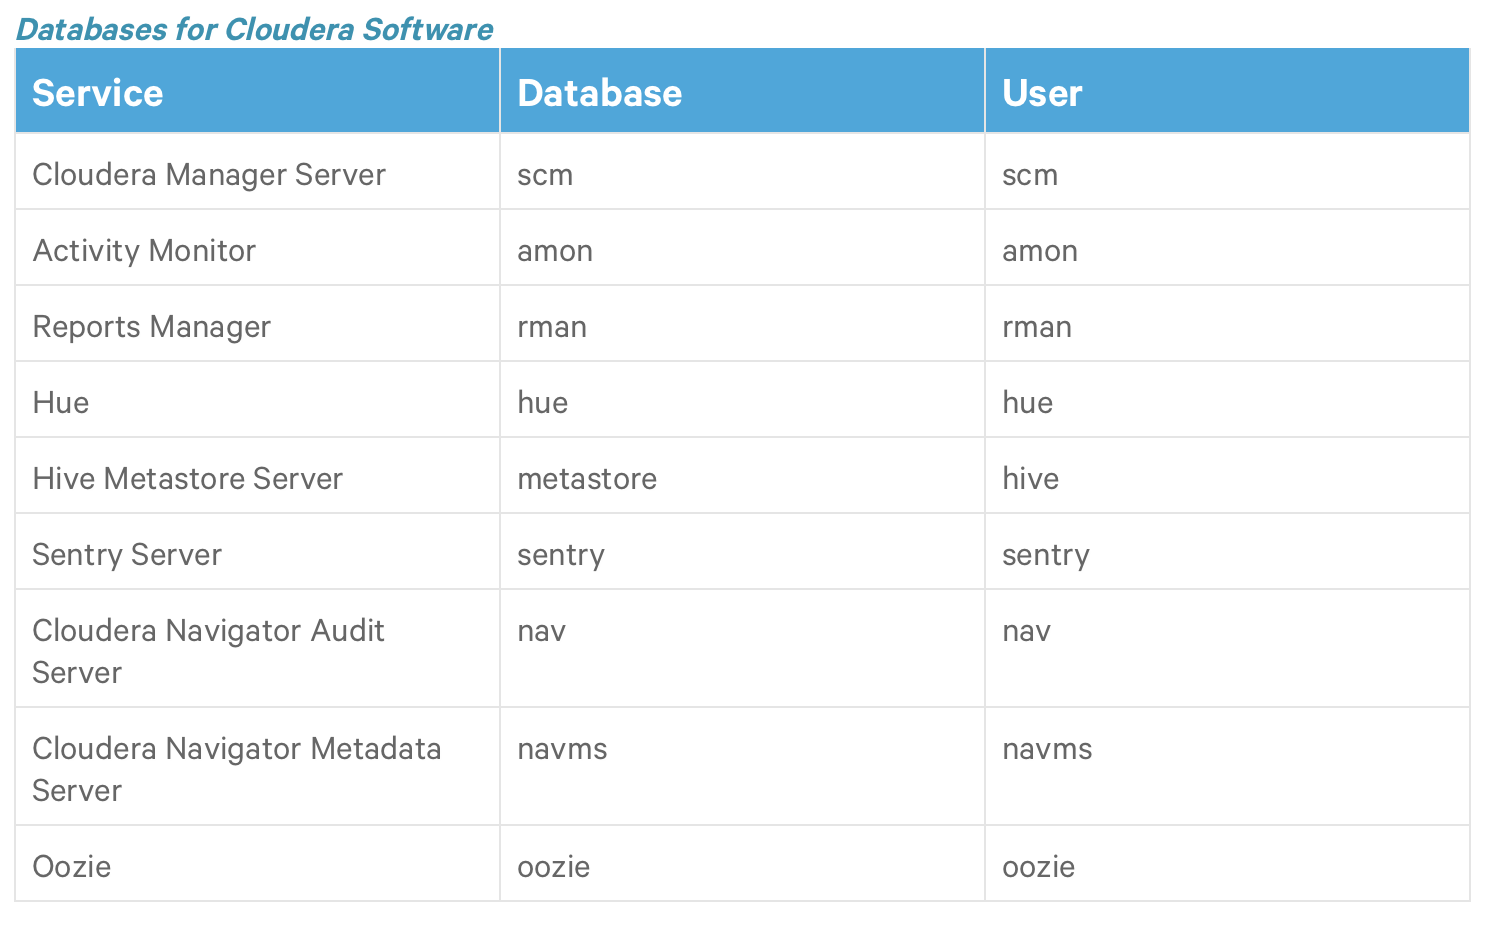 Databases for Cloudera Software
Service Database User
Cloudera Manager Server scm scm
Activity Monitor amon amon
Reports Manager rman rman
Hue hue hue
Hive Metastore Server metastore hive
Sentry Server sentry sentry
Cloudera Navigator Audit nav nav
Server
Cloudera Navigator Metadata navms navms
Server
Oozie oozie oozie